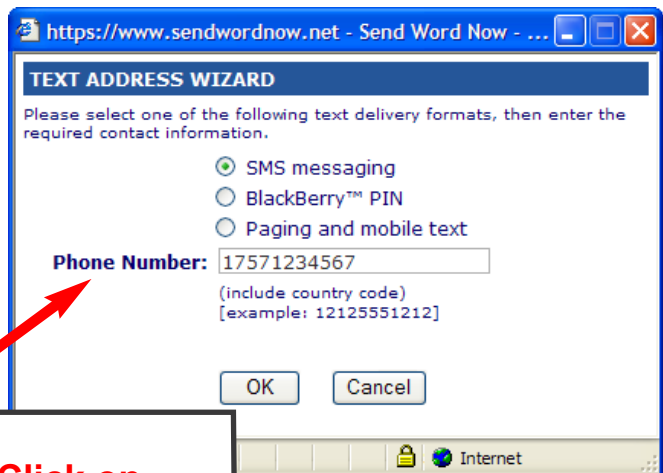 https://www.sendwordnow.net - Send Word Now - ...
TEXT ADDRESS WIZARD
Please select one of the following text delivery formats, then enter the
required contact information.
SMS messaging
BlackBerry™ PIN
Paging and mobile text
Phone Number: 17571234567
(include country code)
[example: 12125551212]
OK Cancel
Internet
Click on